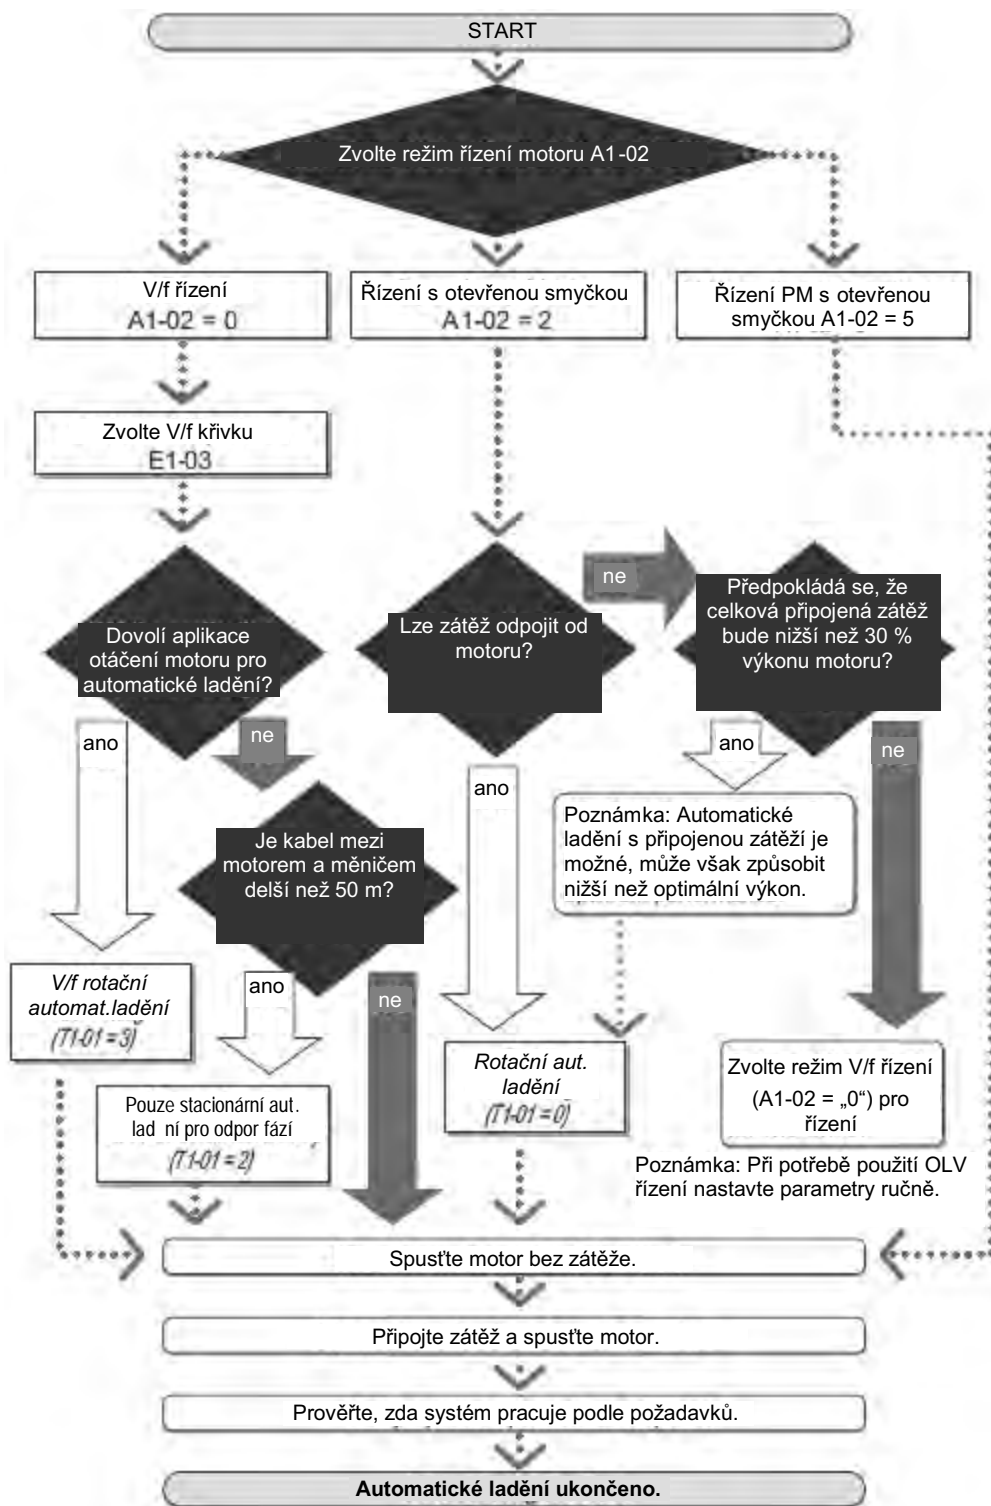 START
Zvolte režim řízení motoru A1-02
V/f řízení
A1-02 = 0
Řízení s otevřenou smyčkou
A1-02 = 2
Řízení PM s otevřenou
smyčkou A1-02 = 5
Zvolte V/f křivku
E1-03
ne
Předpokládá se, že
celková připojená zátěž
bude nižší než 30 %
výkonu motoru?
Lze zátěž odpojit od
motoru?
Dovolí aplikace
otáčení motoru pro
automatické ladění?
ano
ne
ano
ne
ano
Poznámka: Automatické
ladění s připojenou zátěží je
možné, může však způsobit
nižší než optimální výkon.
Je kabel mezi
motorem a měničem
delší než 50 m?
V/f rotační
automat.ladění
(T1-01 = 3)
ano
ne
Rotační aut.
ladění
(T1-01 = 0)
Zvolte režim V/f řízení
(A1-02 = „0“) pro
řízení
Pouze stacionární aut.
lad ní pro odpor fází
(T1-01 = 2)
Poznámka: Při potřebě použití OLV
řízení nastavte parametry ručně.
Spusťte motor bez zátěže.
Připojte zátěž a spusťte motor.
Prověřte, zda systém pracuje podle požadavků.
Automatické ladění ukončeno.